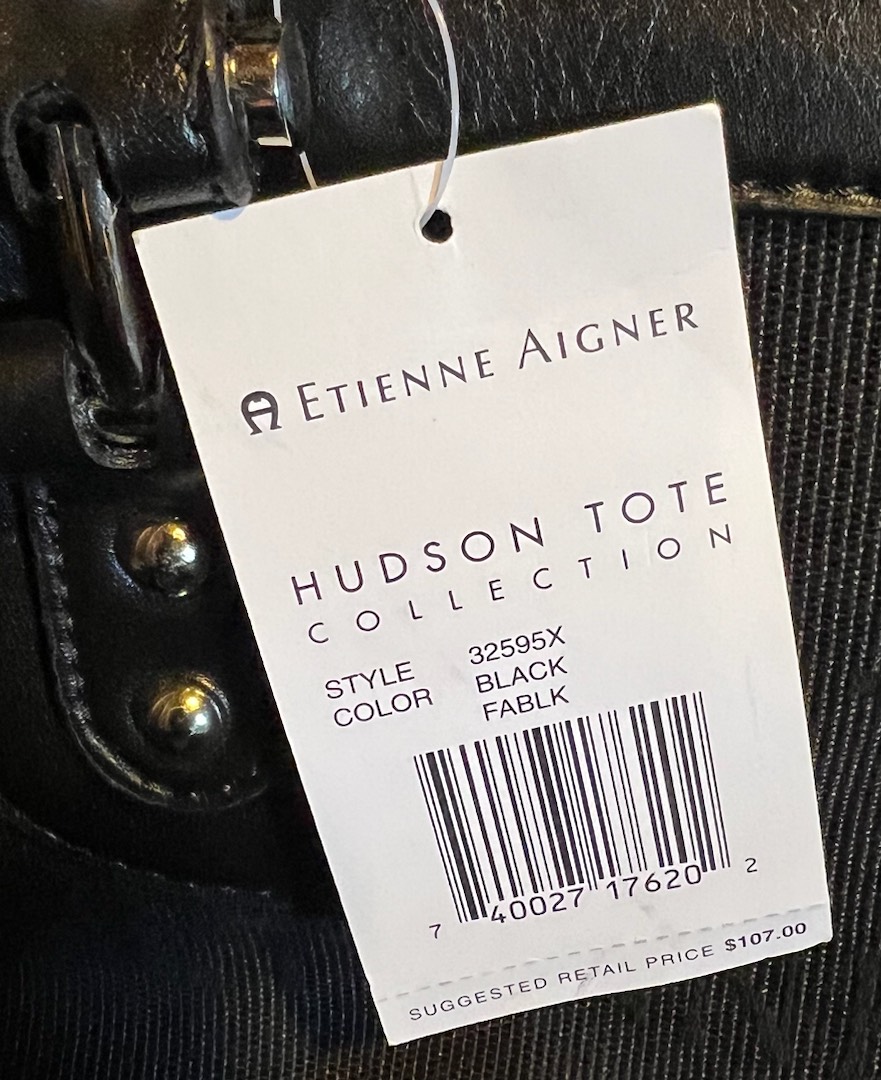 ETIENNE AIGNER
HUDSON TOTE
COLLECTION
STYLE 32595X
COLOR BLACK
FABLK
7 40027 17620 2
SUGGESTED RETAIL PRICE $107.00